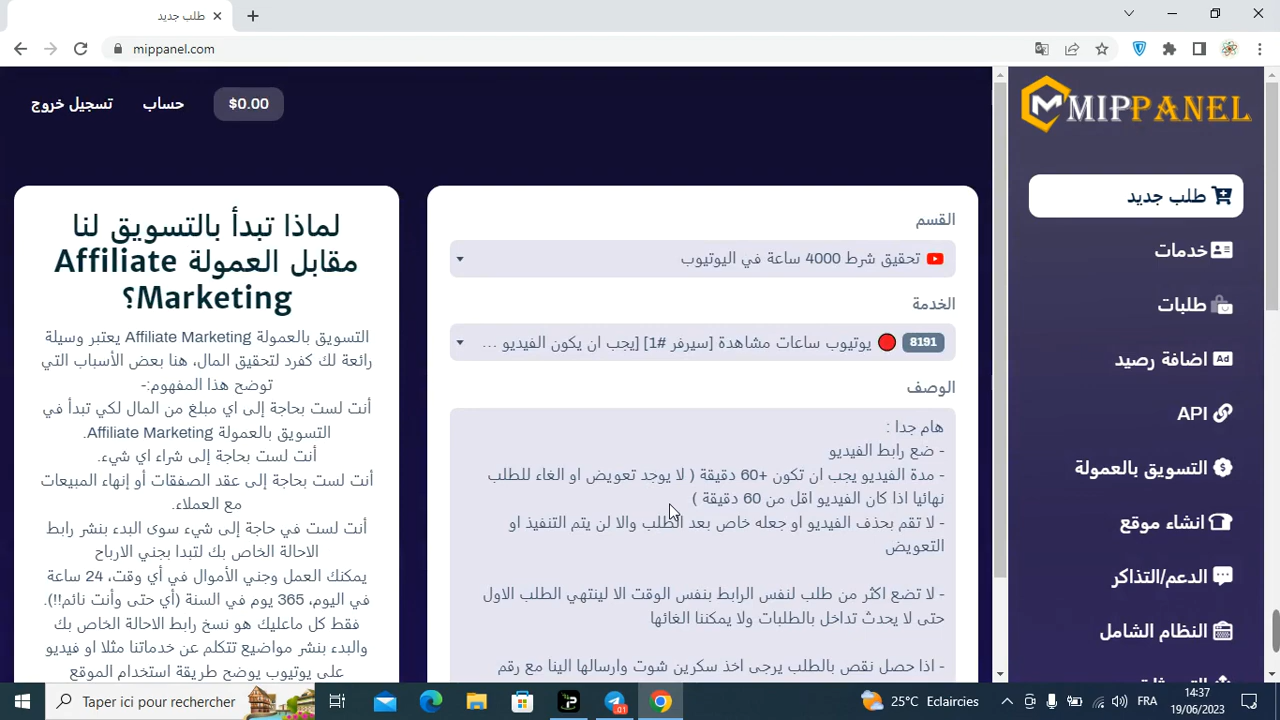 طلب جديد
mippanel.com
تسجيل خروج
حساب
$0.00
MIPPANEL
طلب جديد
خدمات
طلبات
اضافة رصيد
Ad
API
التسويق بالعمولة
انشاء موقع
الدعم/التذاكر
النظام الشامل
القسم
تحقيق شرط 4000 ساعة في اليوتيوب
الخدمة
8191 يوتيوب ساعات مشاهدة [سيرفر #1] [يجب ان يكون الفيديو ...
الوصف
هام جدا :
- ضع رابط الفيديو
- مدة الفيديو يجب ان تكون +60 دقيقة ( لا يوجد تعويض او الغاء للطلب
نهائيا اذا كان الفيديو اقل من 60 دقيقة )
- لا تقم بحذف الفيديو او جعله خاص بعد الطلب والا لن يتم التنفيذ او
التعويض
- لا تضع اكثر من طلب لنفس الرابط بنفس الوقت الا لينتهي الطلب الاول
حتى لا يحدث تداخل بالطلبات ولا يمكننا الغائها
- اذا حصل نقص بالطلب يرجى اخذ سكرين شوت وارسالها الينا مع رقم
لماذا تبدأ بالتسويق لنا
مقابل العمولة Affiliate
Marketing؟
التسويق بالعمولة Affiliate Marketing يعتبر وسيلة
رائعة لك كفرد لتحقيق المال، هنا بعض الأسباب التي
توضح هذا المفهوم:-
أنت لست بحاجة إلى اي مبلغ من المال لكي تبدأ في
التسويق بالعمولة Affiliate Marketing.
أنت لست بحاجة إلى شراء اي شيء.
أنت لست بحاجة إلى عقد الصفقات أو إنهاء المبيعات
مع العملاء.
أنت لست في حاجة إلى شيء سوى البدء بنشر رابط
الاحالة الخاص بك لتبدا بجني الارباح
يمكنك العمل وجني الأموال في أي وقت، 24 ساعة
في اليوم، 365 يوم في السنة (أي حتى وأنت نائم!!).
فقط كل ماعليك هو نسخ رابط الاحالة الخاص بك
والبدء بنشر مواضيع تتكلم عن خدماتنا مثلا او فيديو
على يوتيوب يوضح طريقة استخدام الموقع
Taper ici pour rechercher
01
25°C Eclaircies
FRA
14:37
19/06/2023